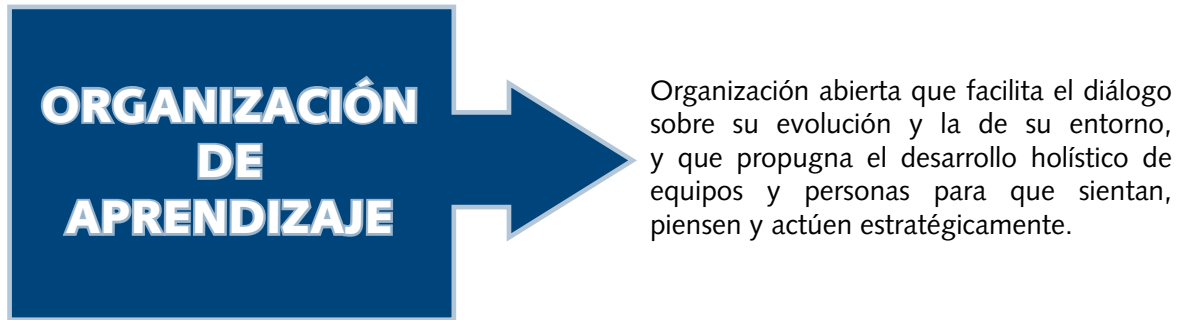 ORGANIZACIÓN
DE
APRENDIZAJE
Organización abierta que facilita el diálogo
sobre su evolución y la de su entorno,
y que propugna el desarrollo holístico de
equipos y personas para que sientan,
piensen y actúen estratégicamente.